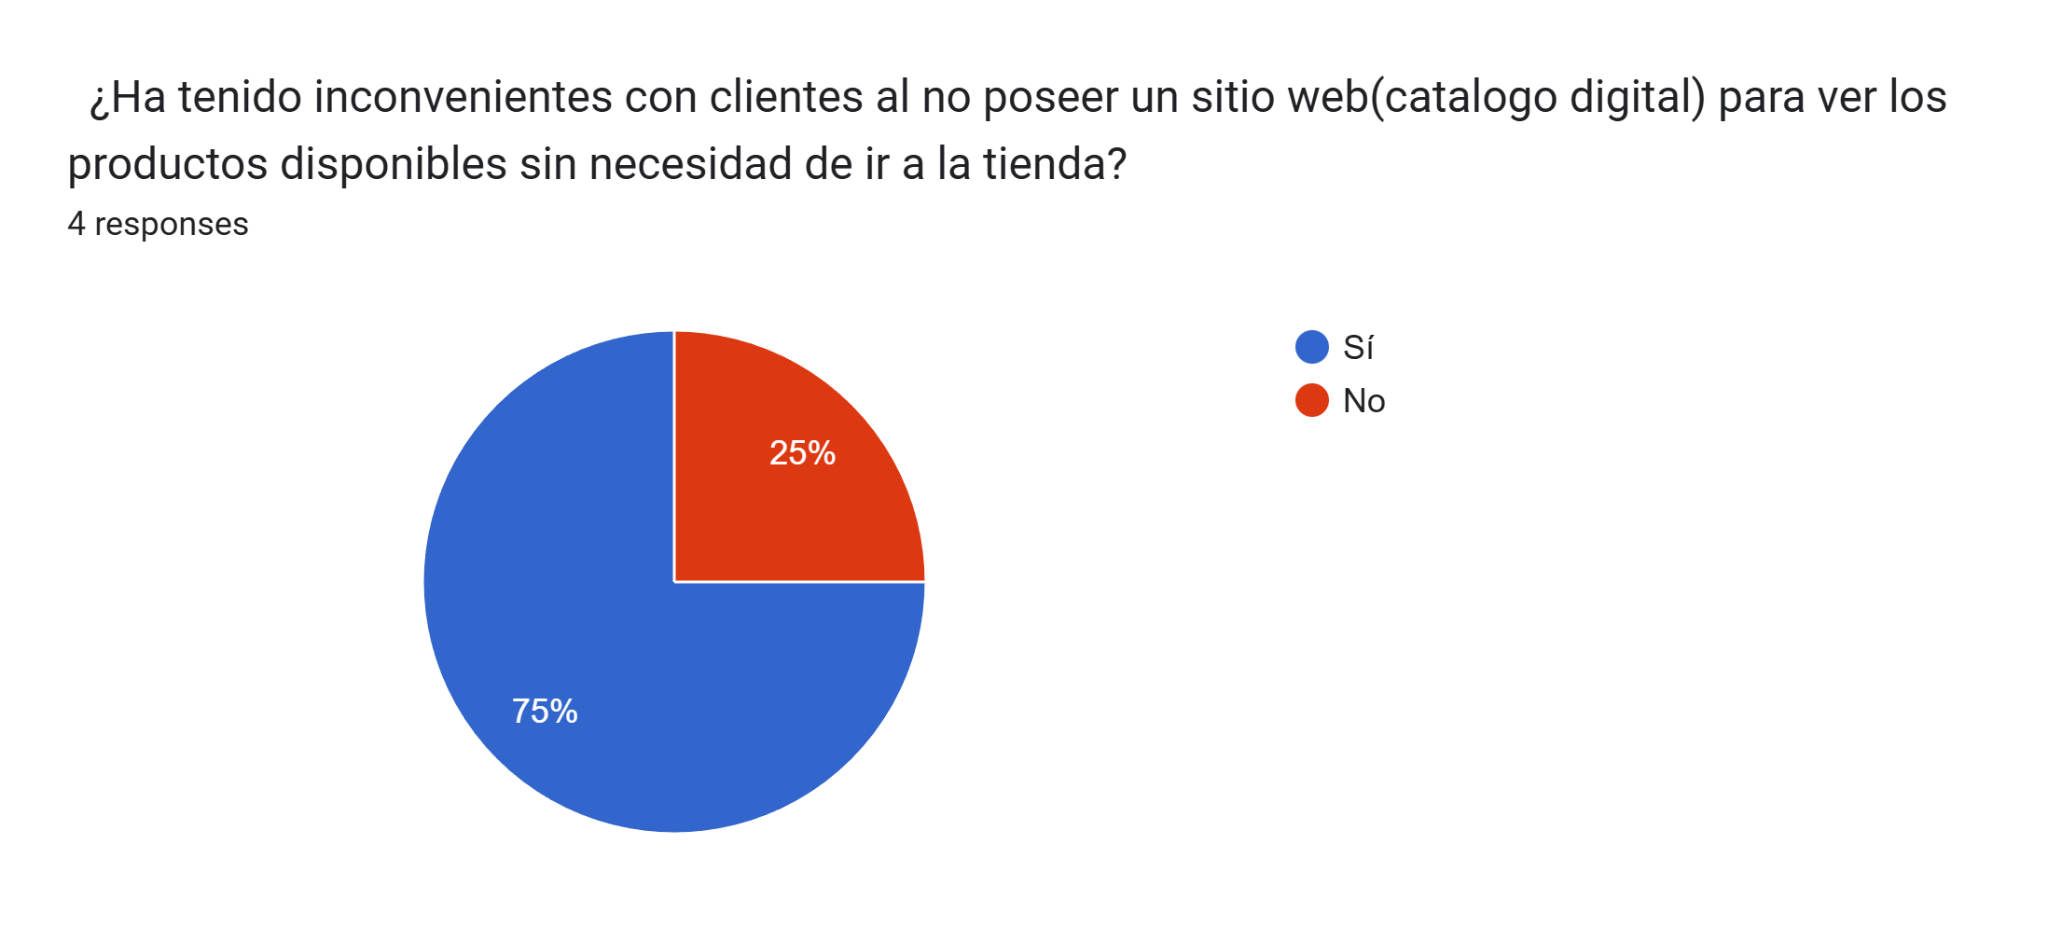 ¿Ha tenido inconvenientes con clientes al no poseer un sitio web(catalogo digital) para ver los
productos disponibles sin necesidad de ir a la tienda?
4 responses
Sí
No
25%
75%